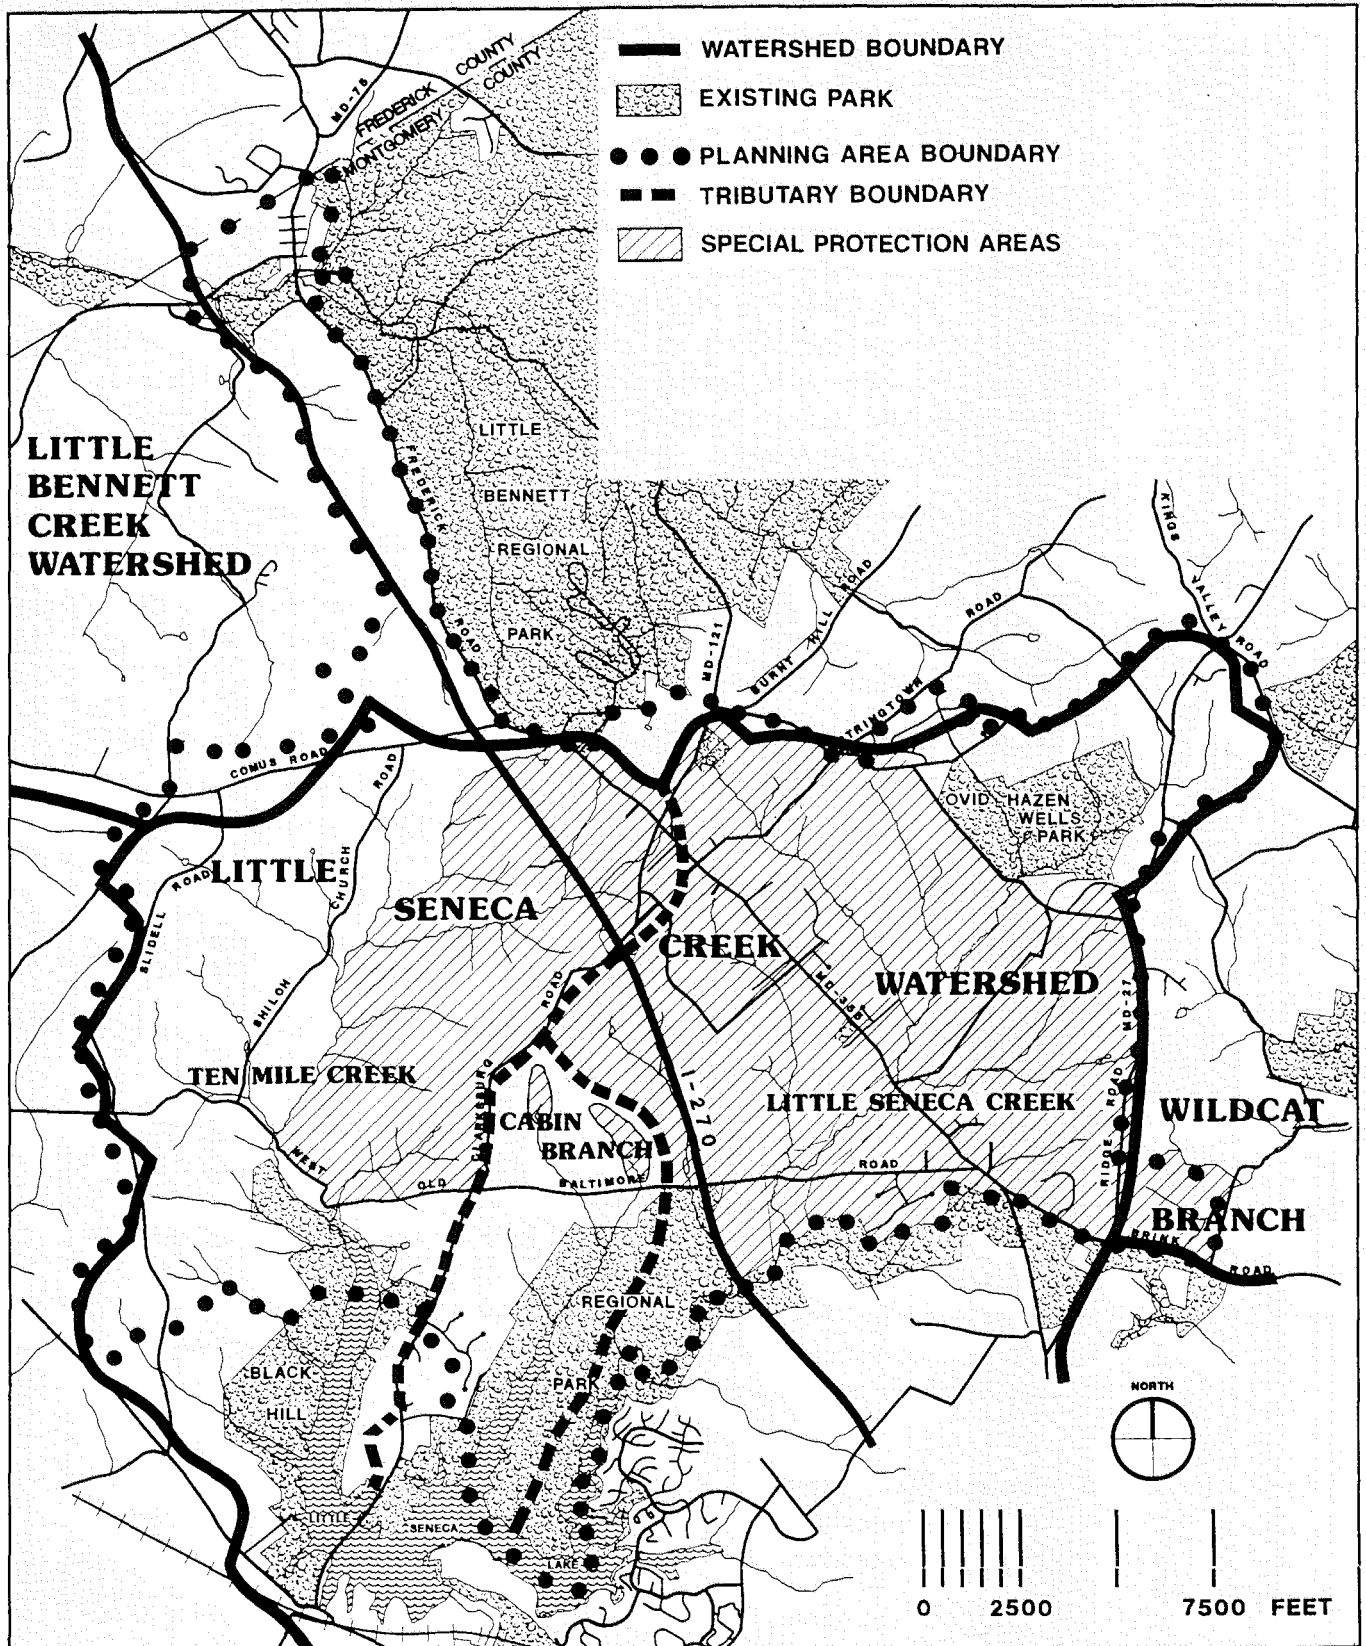 WATERSHED BOUNDARY
EXISTING PARK
PLANNING AREA BOUNDARY
TRIBUTARY BOUNDARY
SPECIAL PROTECTION AREAS
MD-75
FREDERICK COUNTY
MONTGOMERY COUNTY
LITTLE
BENNETT
CREEK
WATERSHED
LITTLE
BENNETT
REGIONAL
PARK
FREDERICK
ROAD
MD-121
BURNT HILL ROAD
ROAD
KINGS
VALLEY
ROAD
COMUS ROAD
OVID HAZEN
WELLS
PARK
SLIDELL
ROAD
LITTLE
SENECA
CREEK
WATERSHED
SHILOH
CHURCH
ROAD
ROAD
MD-355
MD-27
TEN MILE CREEK
CLARKSBURG
CABIN
BRANCH
I-270
LITTLE SENECA CREEK
WILDCAT
BRANCH
RIDGE
ROAD
WEST
OLD
BALTIMORE
ROAD
BRINK
ROAD
REGIONAL
PARK
BLACK
HILL
LITTLE
SENECA
LAKE
NORTH
0 2500 7500 FEET